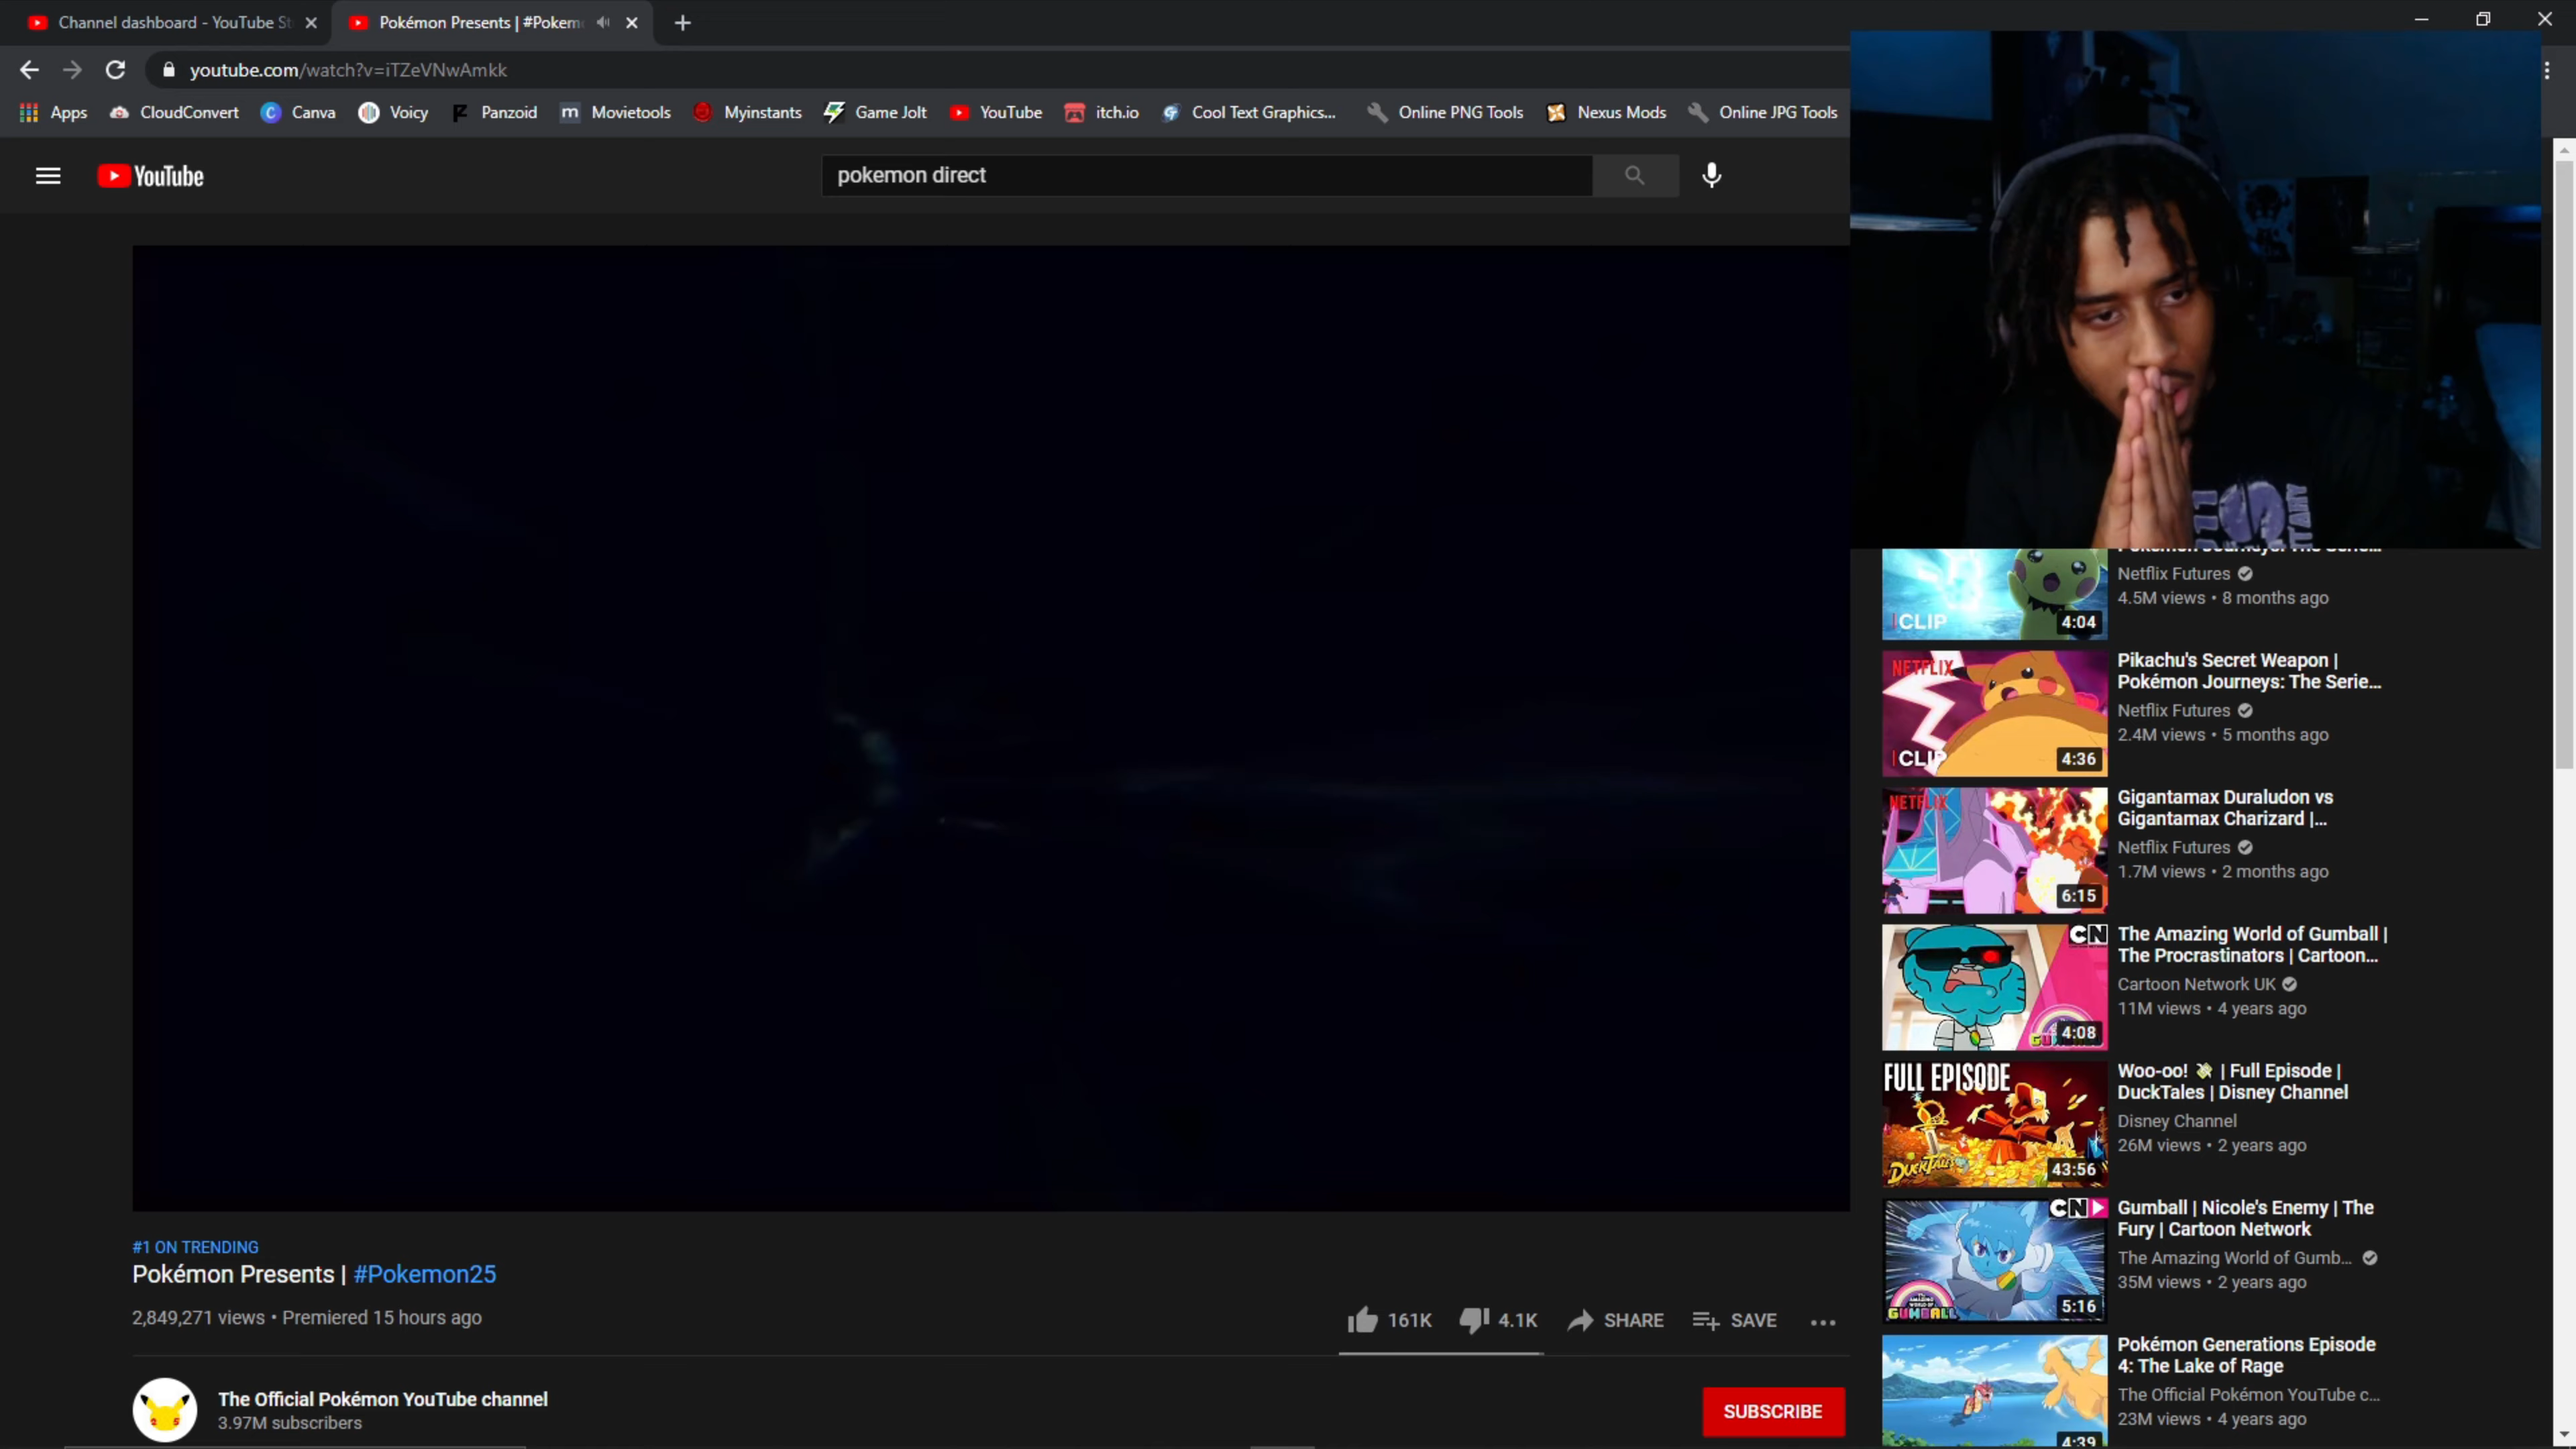 Channel dashboard - YouTube St
Pokémon Presents | #Pokem
youtube.com/watch?v=iTZeVNwAmkk
Apps
CloudConvert
Canva
Voicy
Panzoid
Movietools
Myinstants
Game Jolt
YouTube
itch.io
Cool Text Graphics...
Online PNG Tools
Nexus Mods
Online JPG Tools
YouTube
pokemon direct
Netflix Futures
4.5M views • 8 months ago
CLIP
4:04
NETFLIX
CLIP
4:36
Pikachu's Secret Weapon |
Pokémon Journeys: The Serie...
Netflix Futures
2.4M views • 5 months ago
NETFLIX
6:15
Gigantamax Duraludon vs
Gigantamax Charizard |...
Netflix Futures
1.7M views • 2 months ago
CN
4:08
The Amazing World of Gumball |
The Procrastinators | Cartoon...
Cartoon Network UK
11M views • 4 years ago
FULL EPISODE
DUCKTALES
43:56
Woo-oo! | Full Episode |
DuckTales | Disney Channel
Disney Channel
26M views • 2 years ago
CN
GUMBALL
5:16
Gumball | Nicole's Enemy | The
Fury | Cartoon Network
The Amazing World of Gumb...
35M views • 2 years ago
4:39
Pokémon Generations Episode
4: The Lake of Rage
The Official Pokémon YouTube c...
23M views • 4 years ago
#1 ON TRENDING
Pokémon Presents | #Pokemon25
2,849,271 views • Premiered 15 hours ago
161K
4.1K
SHARE
SAVE
The Official Pokémon YouTube channel
3.97M subscribers
SUBSCRIBE